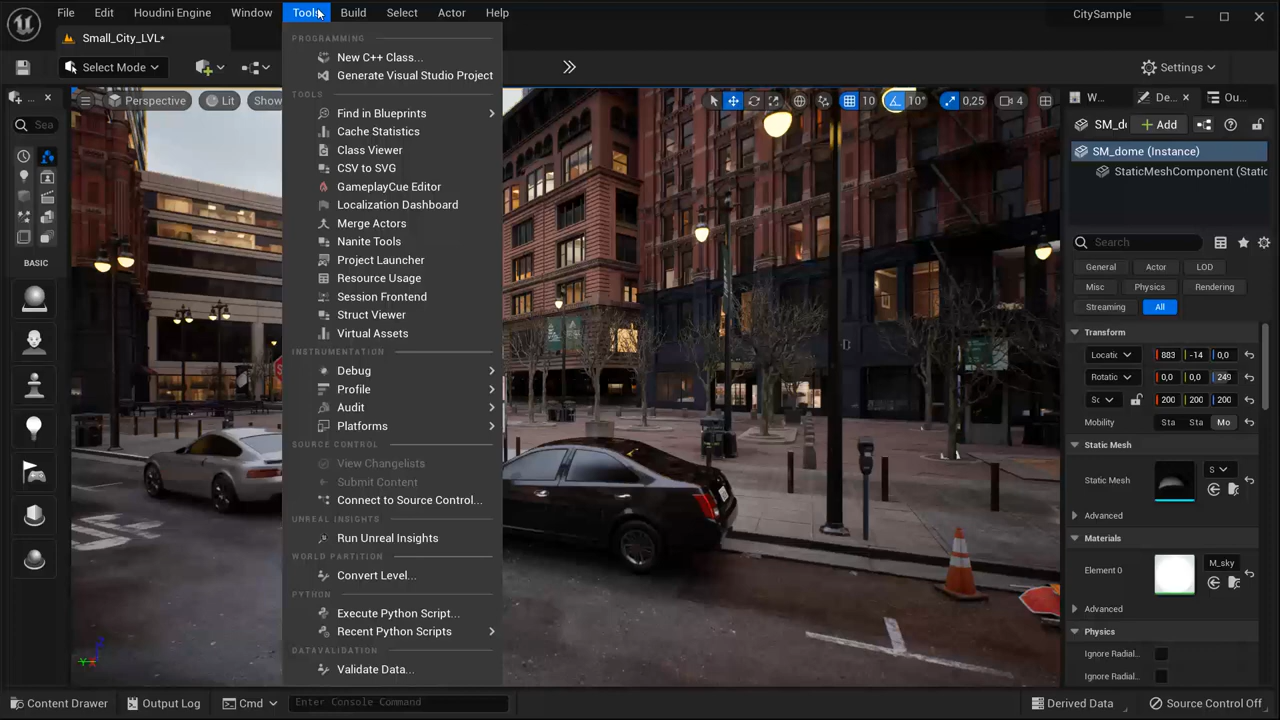 File Edit Houdini Engine Window Tools Build Select Actor Help
CitySample
Small_City_LVL*
Select Mode
Settings
Perspective
Lit
Show
10
10°
0,25
4
W...
De...
Ou...
Sea
BASIC
PROGRAMMING
New C++ Class...
Generate Visual Studio Project
TOOLS
Find in Blueprints
Cache Statistics
Class Viewer
CSV to SVG
GameplayCue Editor
Localization Dashboard
Merge Actors
Nanite Tools
Project Launcher
Resource Usage
Session Frontend
Struct Viewer
Virtual Assets
INSTRUMENTATION
Debug
Profile
Audit
Platforms
SOURCE CONTROL
View Changelists
Submit Content
Connect to Source Control...
UNREAL INSIGHTS
Run Unreal Insights
WORLD PARTITION
Convert Level...
PYTHON
Execute Python Script...
Recent Python Scripts
DATAVALIDATION
Validate Data...
SM_do
Add
SM_dome (Instance)
StaticMeshComponent (Static
Search
General Actor LOD
Misc Physics Rendering
Streaming All
Transform
Locatic 883 -14 0,0
Rotatic 0,0 0,0 249
Sc 200 200 200
Mobility Sta Sta Mo
Static Mesh
Static Mesh S
Advanced
Materials
Element 0 M_sky
Advanced
Physics
Ignore Radial...
Ignore Radial...
Content Drawer Output Log Cmd Enter Console Command Derived Data Source Control Off